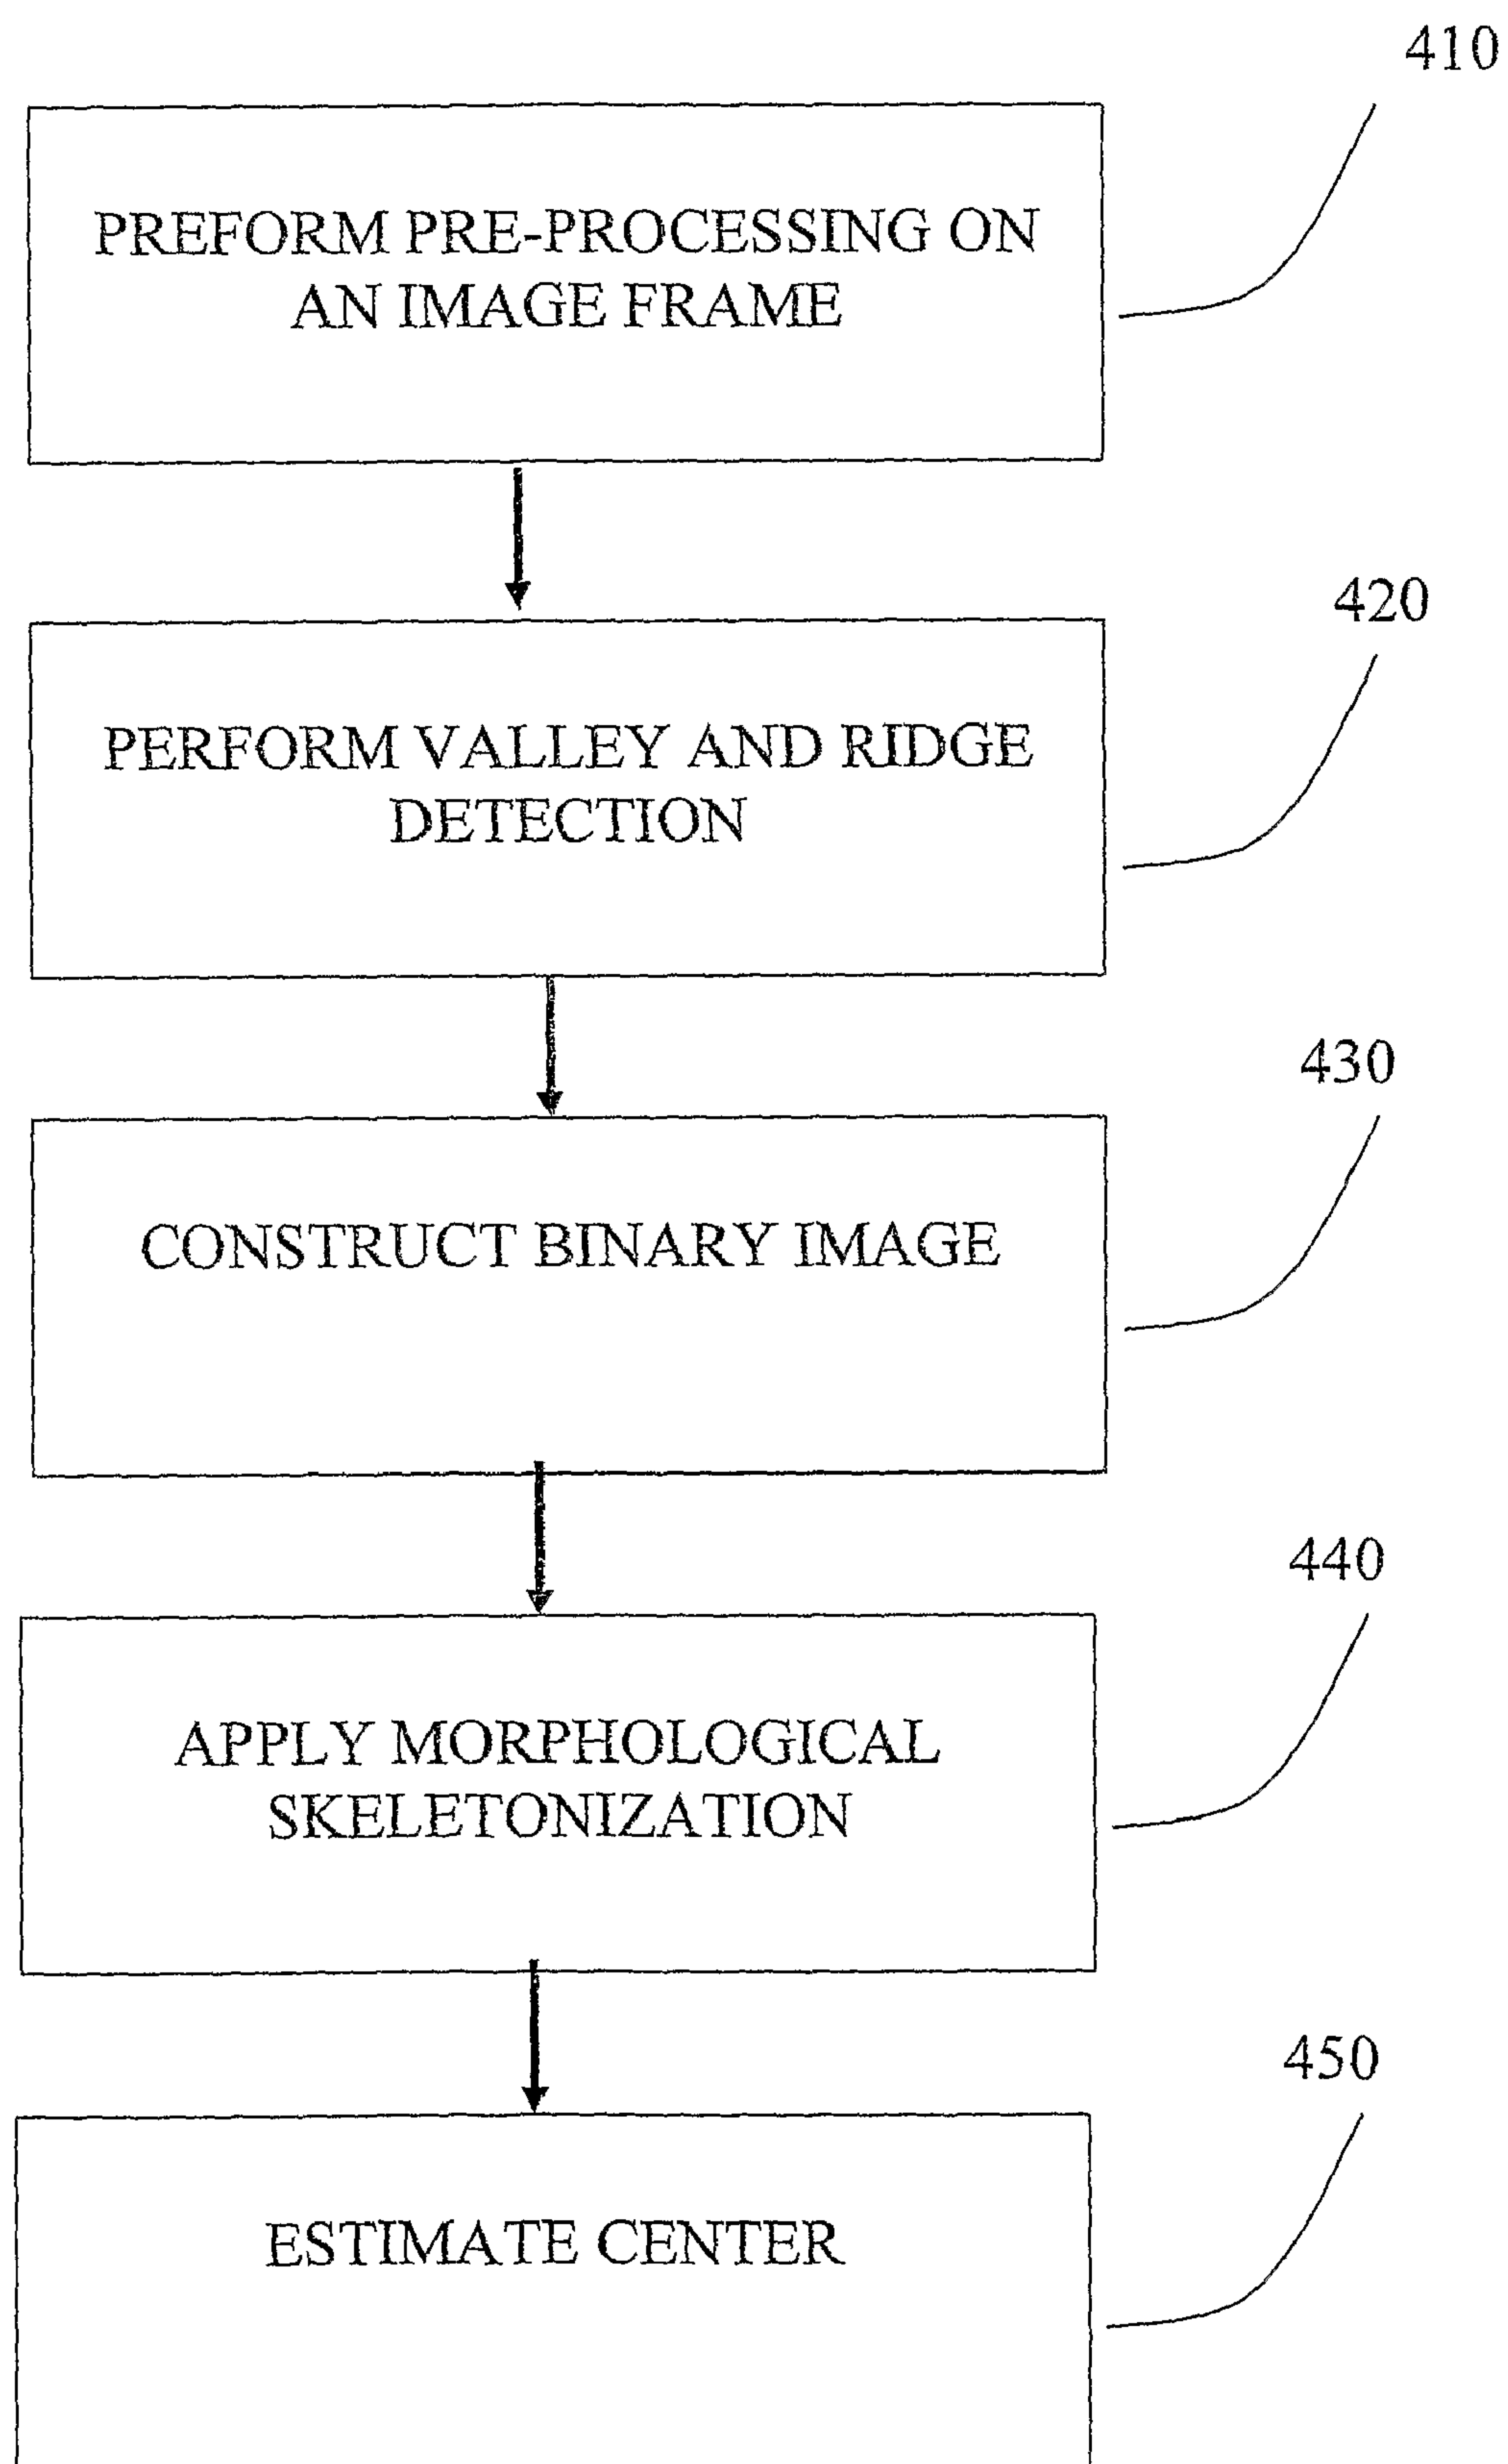 410
PREFORM PRE-PROCESSING ON
AN IMAGE FRAME
420
PERFORM VALLEY AND RIDGE
DETECTION
430
CONSTRUCT BINARY IMAGE
440
APPLY MORPHOLOGICAL
SKELETONIZATION
450
ESTIMATE CENTER